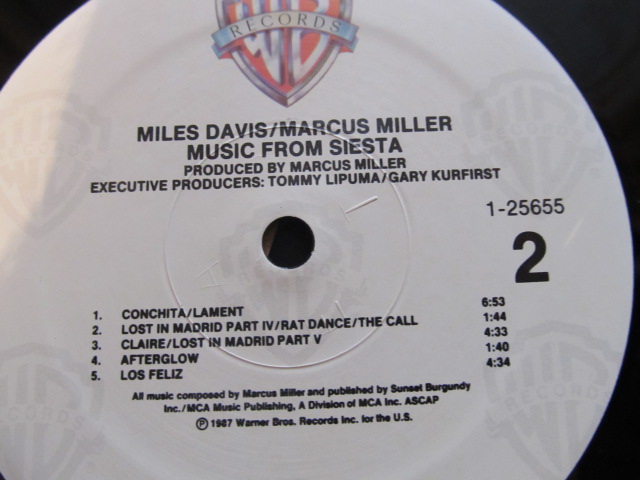 WB
RECORDS
MILES DAVIS/MARCUS MILLER
MUSIC FROM SIESTA
PRODUCED BY MARCUS MILLER
EXECUTIVE PRODUCERS: TOMMY LIPUMA/GARY KURFIRST
1-25655
2
1. CONCHITA/LAMENT 6:53
2. LOST IN MADRID PART IV/RAT DANCE/THE CALL 1:44
3. CLAIRE/LOST IN MADRID PART V 4:33
4. AFTERGLOW 1:40
5. LOS FELIZ 4:34
All music composed by Marcus Miller and published by Sunset Burgundy
Inc./MCA Music Publishing, A Division of MCA Inc. ASCAP
℗ 1987 Warner Bros. Records Inc. for the U.S.